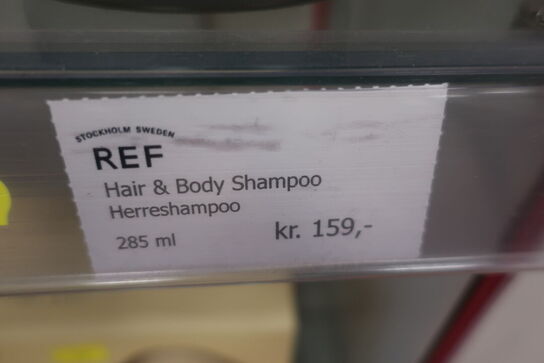 STOCKHOLM SWEDEN
REF
Hair & Body Shampoo
Herreshampoo
285 ml
kr. 159,-